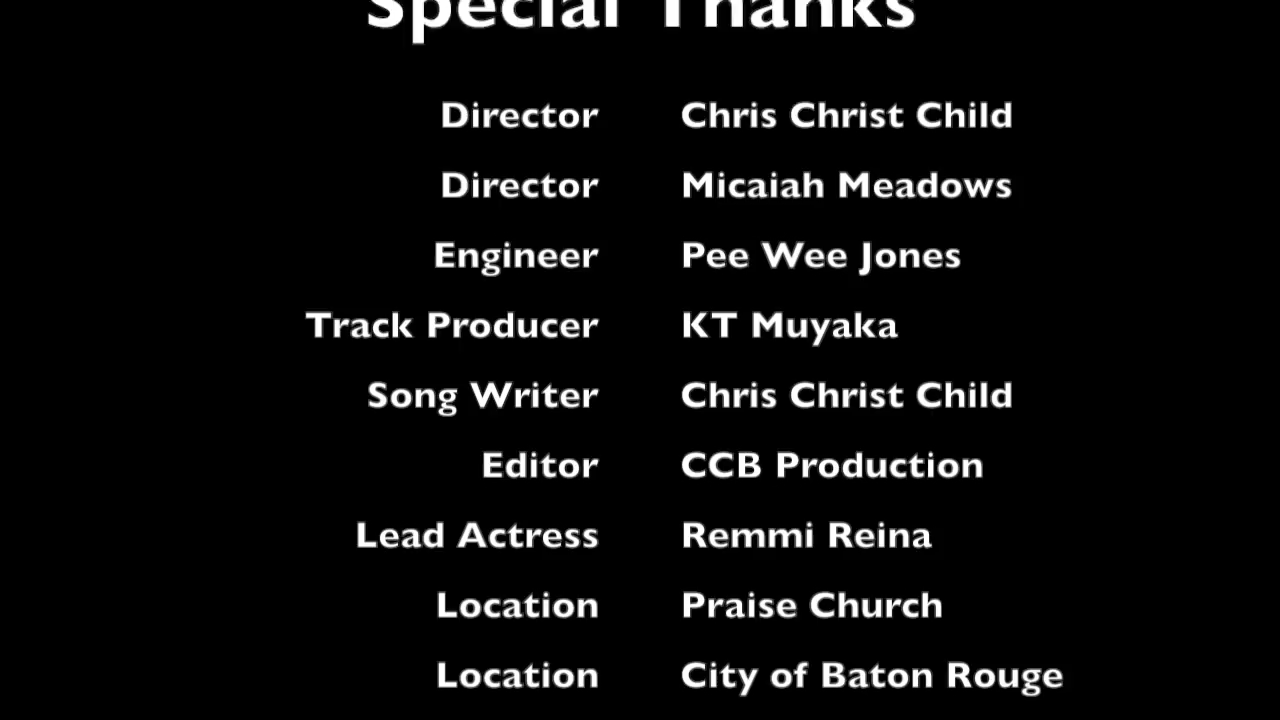 Special Thanks
Director Chris Christ Child
Director Micaiah Meadows
Engineer Pee Wee Jones
Track Producer KT Muyaka
Song Writer Chris Christ Child
Editor CCB Production
Lead Actress Remmi Reina
Location Praise Church
Location City of Baton Rouge